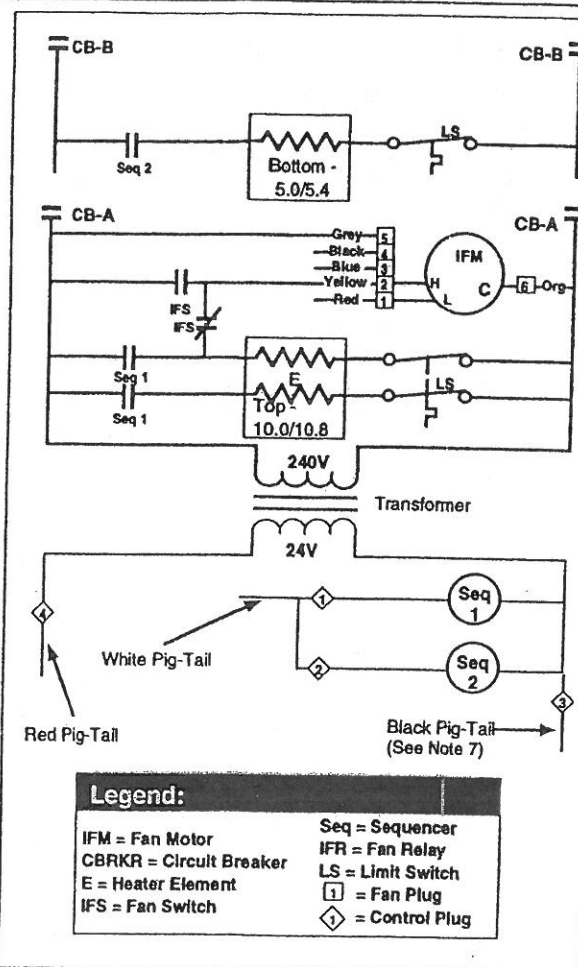 CB-B
CB-B
Seq 2
Bottom -
5.0/5.4
LS
CB-A
CB-A
Grey
5
Black
4
Blue
3
Yellow
2
Red
1
IFM
H
C
L
6
Org
IFS
IFS
Seq 1
E
LS
Seq 1
Top -
10.0/10.8
240V
Transformer
24V
4
1
Seq
1
White Pig-Tail
2
Seq
2
3
Red Pig-Tail
Black Pig-Tail
(See Note 7)
Legend:
IFM = Fan Motor
CBRKR = Circuit Breaker
E = Heater Element
IFS = Fan Switch
Seq = Sequencer
IFR = Fan Relay
LS = Limit Switch
1 = Fan Plug
1 = Control Plug